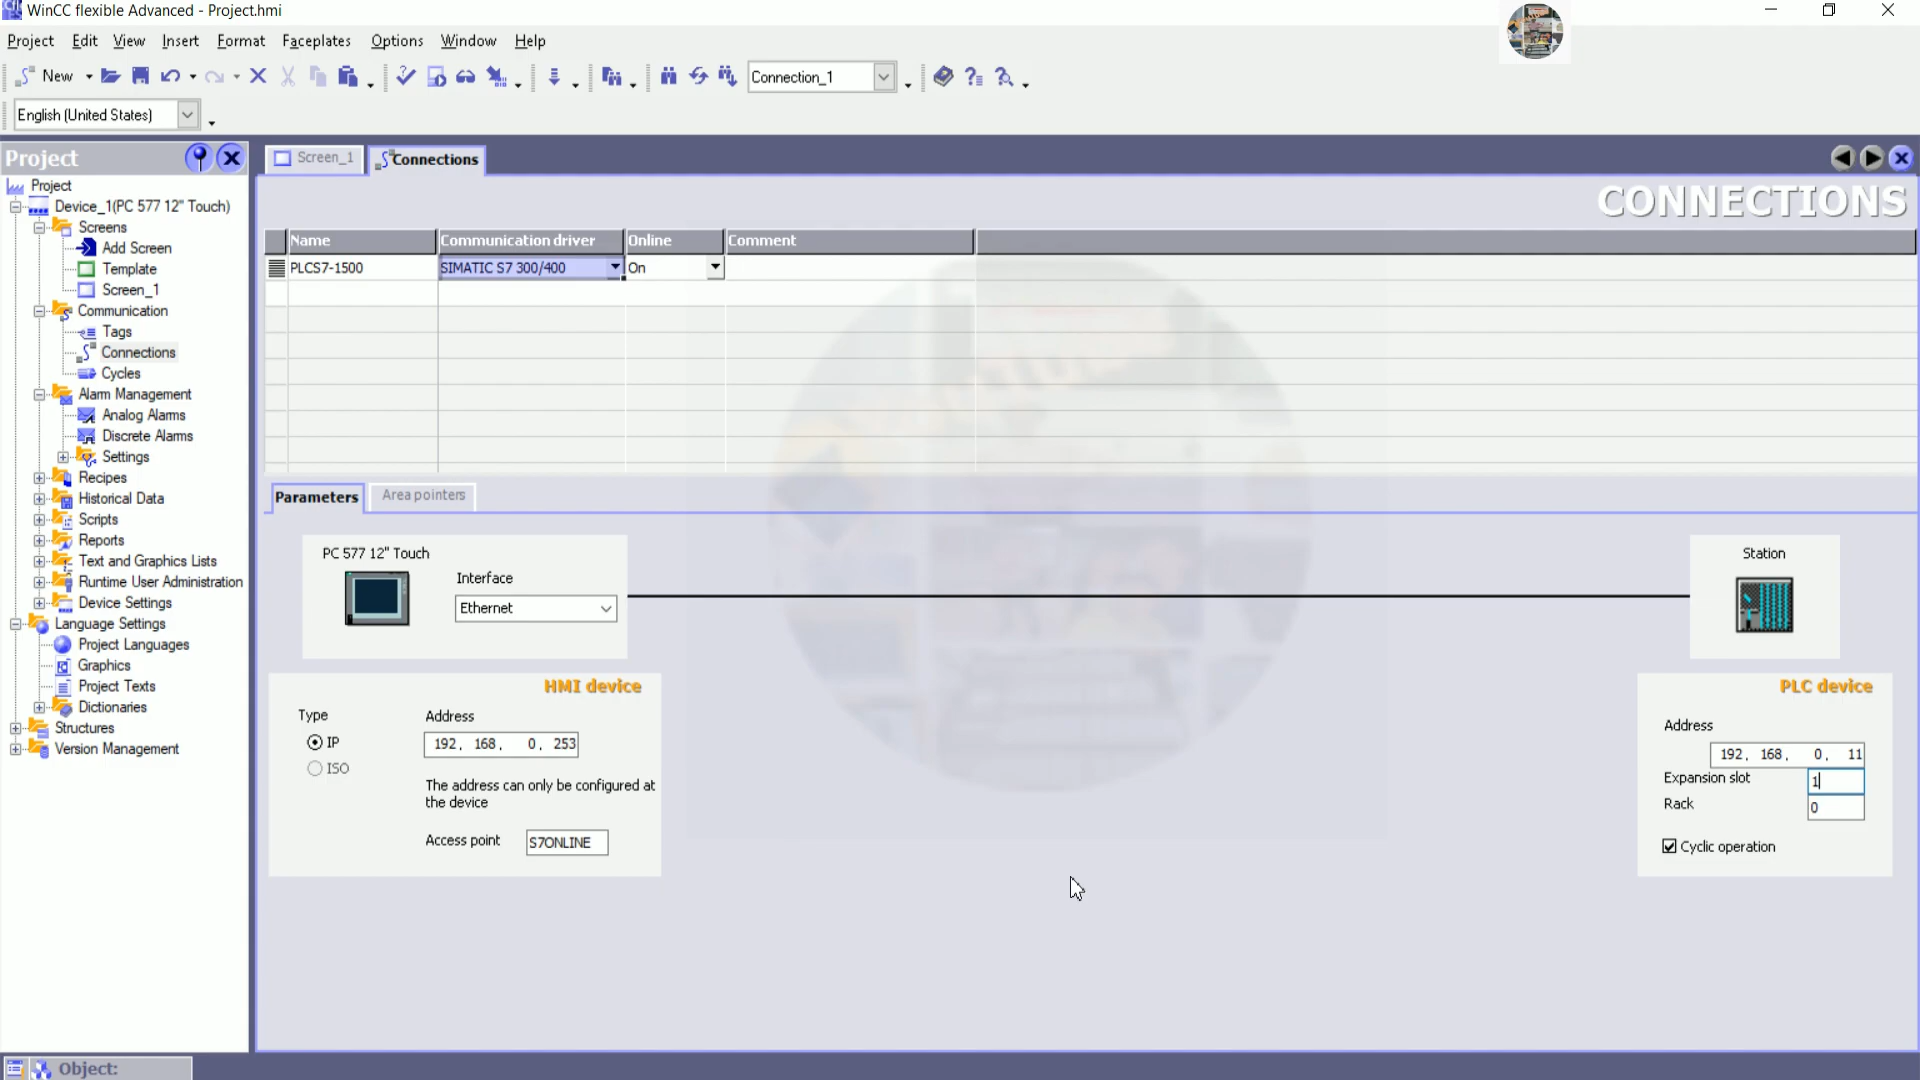 WinCC flexible Advanced - Project.hmi
Project Edit View Insert Format Faceplates Options Window Help
New Connection_1
English (United States)
Project
Project
Device_1(PC 577 12" Touch)
Screens
Add Screen
Template
Screen_1
Communication
Tags
Connections
Cycles
Alarm Management
Analog Alarms
Discrete Alarms
Settings
Recipes
Historical Data
Scripts
Reports
Text and Graphics Lists
Runtime User Administration
Device Settings
Language Settings
Project Languages
Graphics
Project Texts
Dictionaries
Structures
Version Management
Screen_1 Connections
CONNECTIONS
Name Communication driver Online Comment
PLCS7-1500 SIMATIC S7 300/400 On
Parameters Area pointers
PC 577 12" Touch
Interface
Ethernet
Station
HMI device
Type Address
IP 192, 168, 0, 253
ISO
The address can only be configured at
the device
Access point S7ONLINE
PLC device
Address
192, 168, 0, 11
Expansion slot 1
Rack 0
Cyclic operation
Object: